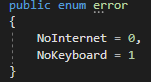 public enum error
{
NoInternet = 0,
NoKeyboard = 1
}